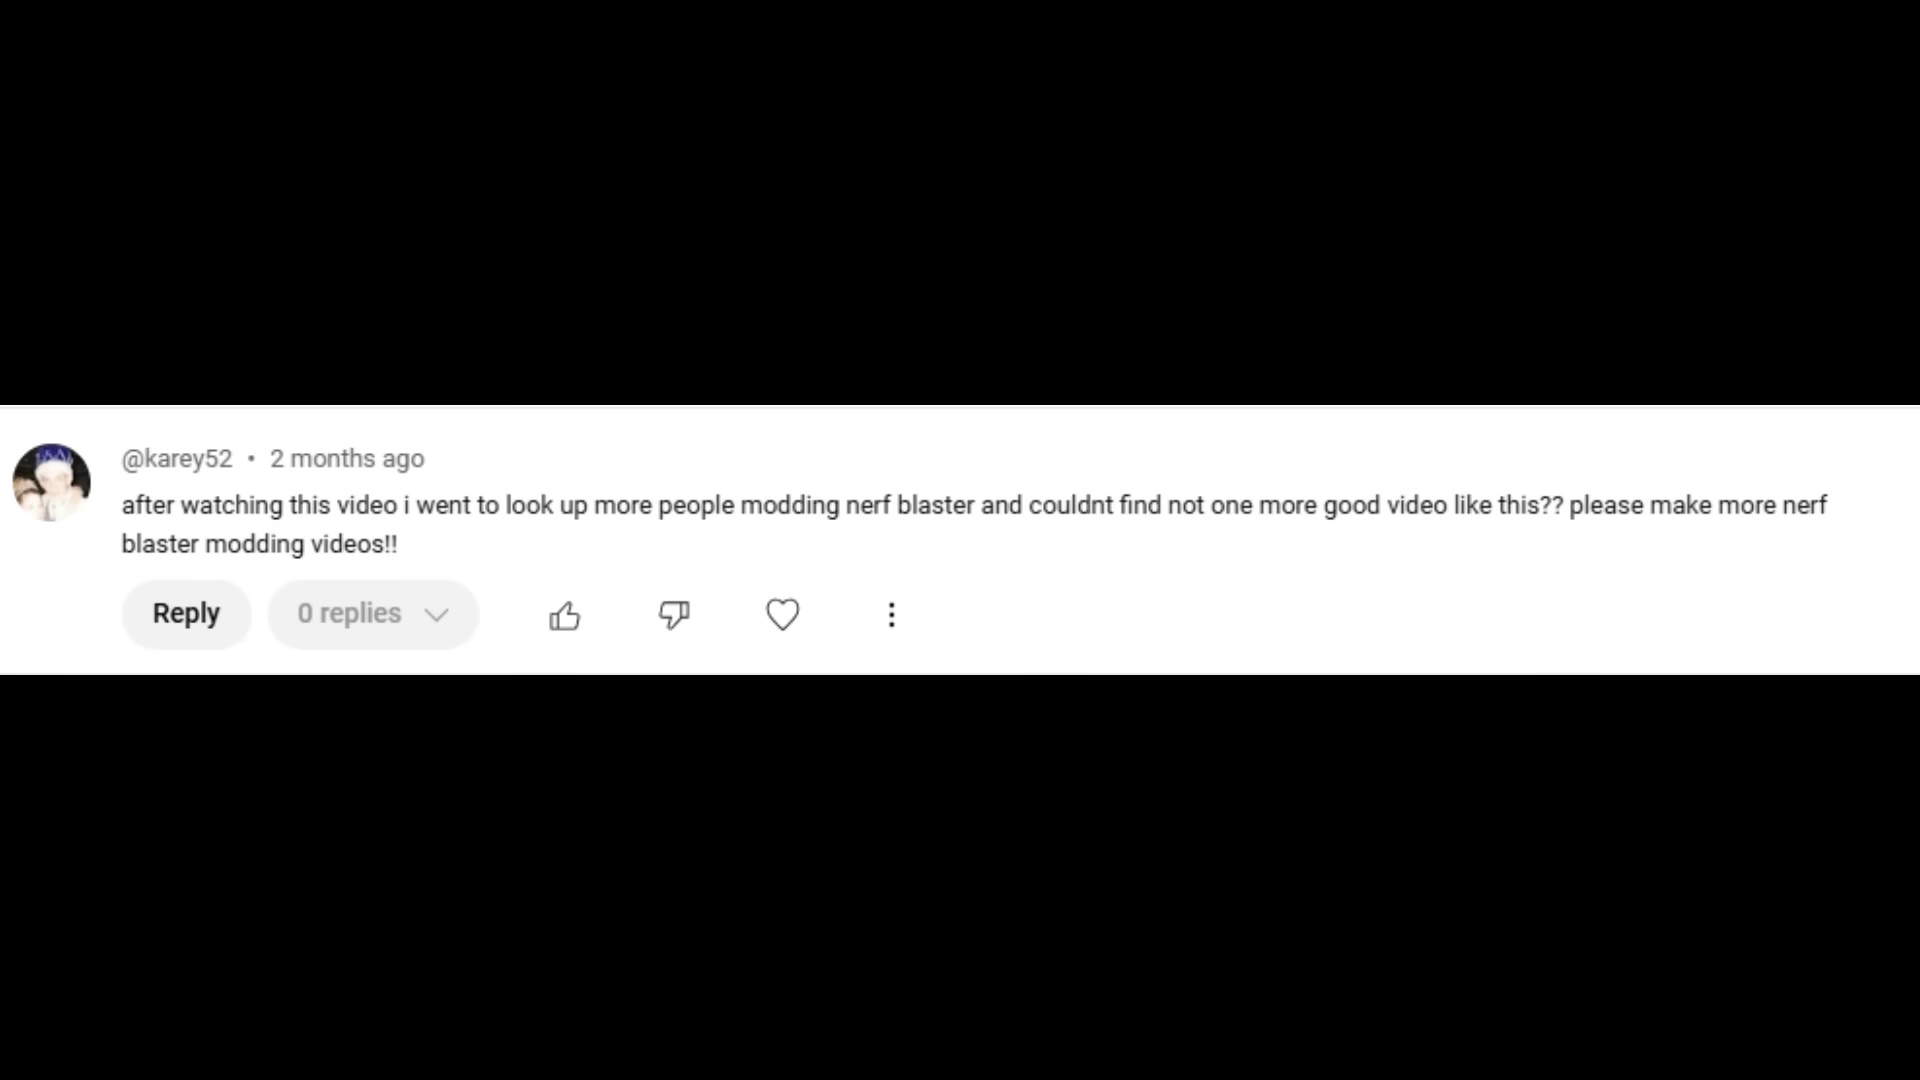 @karey52 • 2 months ago
after watching this video i went to look up more people modding nerf blaster and couldnt find not one more good video like this?? please make more nerf
blaster modding videos!!
Reply 0 replies